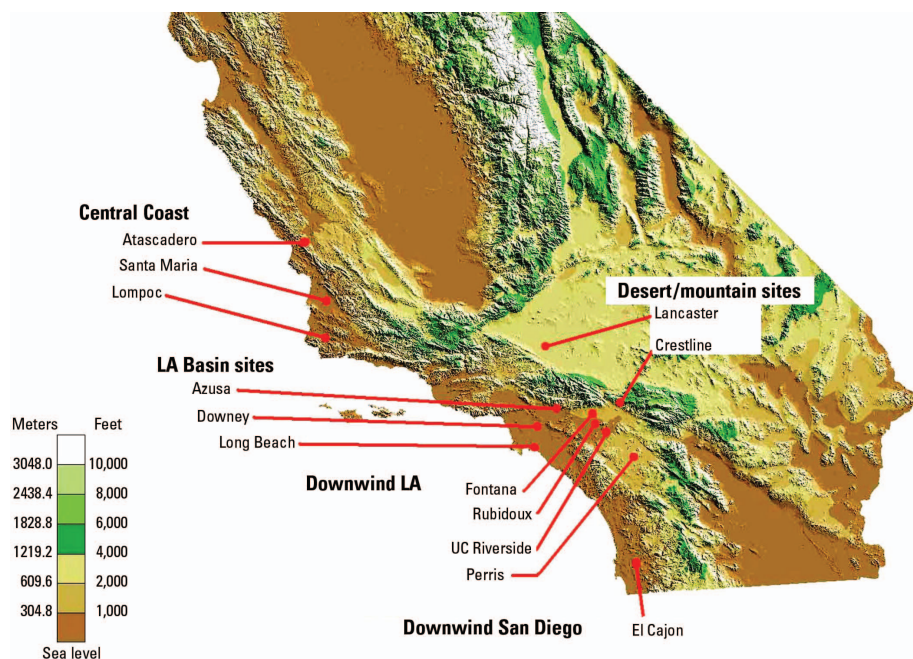 Central Coast
Atascadero
Santa Maria
Lompoc
Desert/mountain sites
Lancaster
Crestline
LA Basin sites
Azusa
Downey
Long Beach
Downwind LA
Fontana
Rubidoux
UC Riverside
Perris
Downwind San Diego
El Cajon
Meters Feet
3048.0 10,000
2438.4 8,000
1828.8 6,000
1219.2 4,000
609.6 2,000
304.8 1,000
Sea level